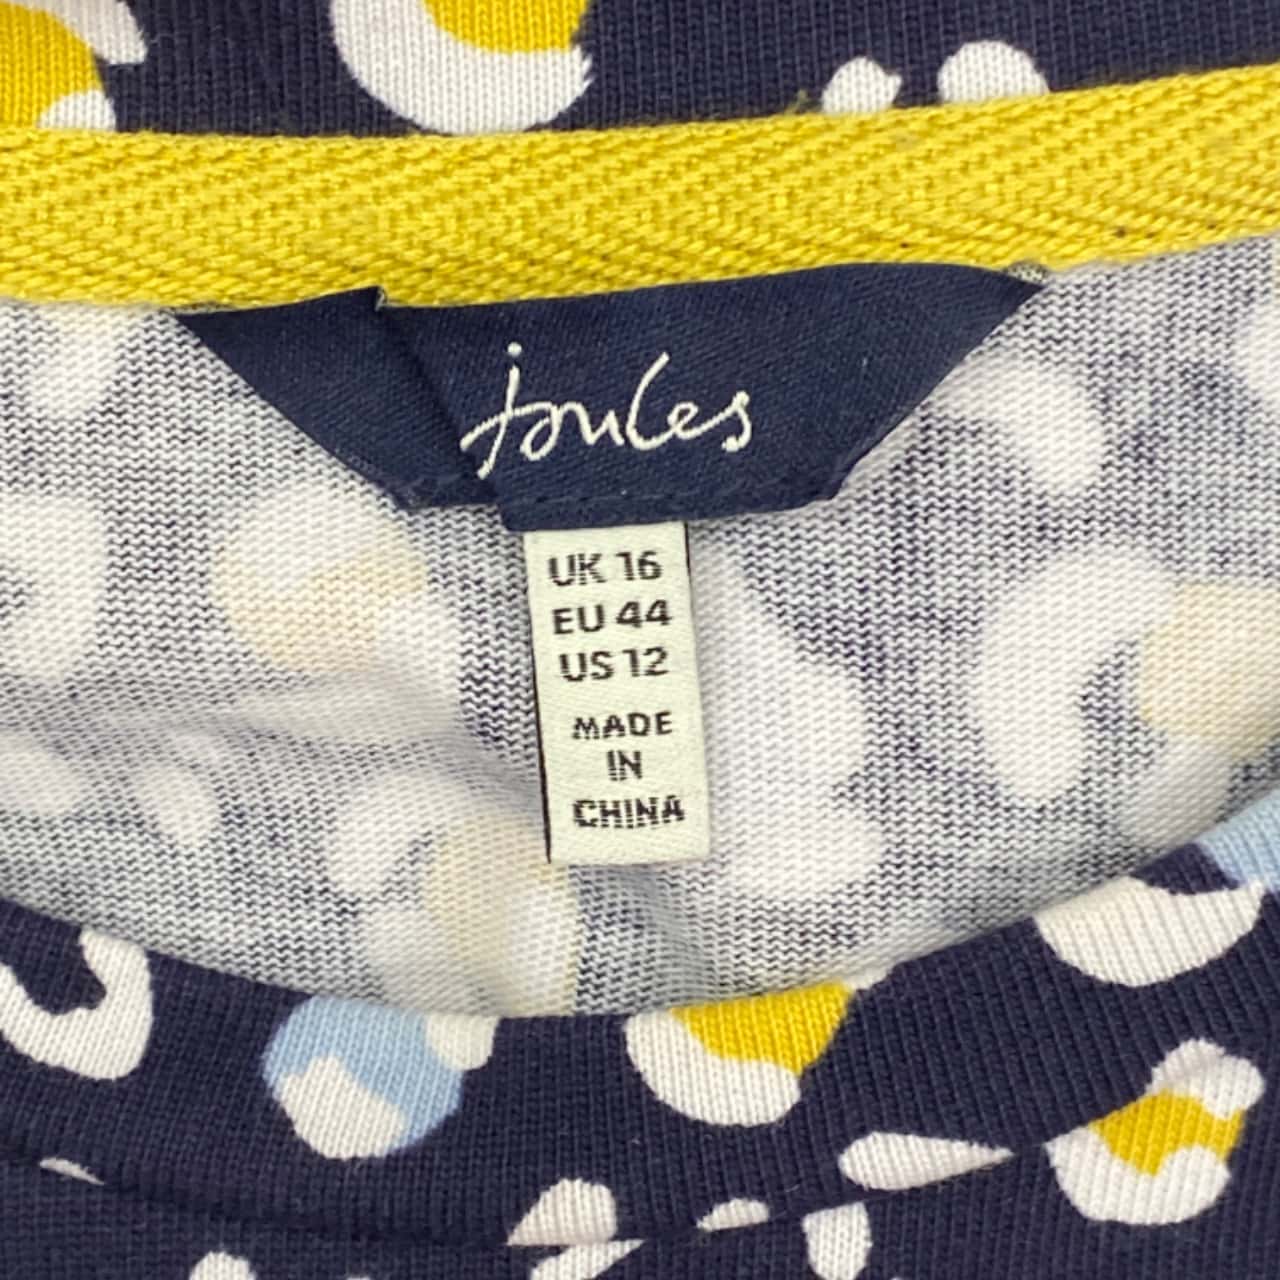 joules
UK 16
EU 44
US 12
MADE
IN
CHINA